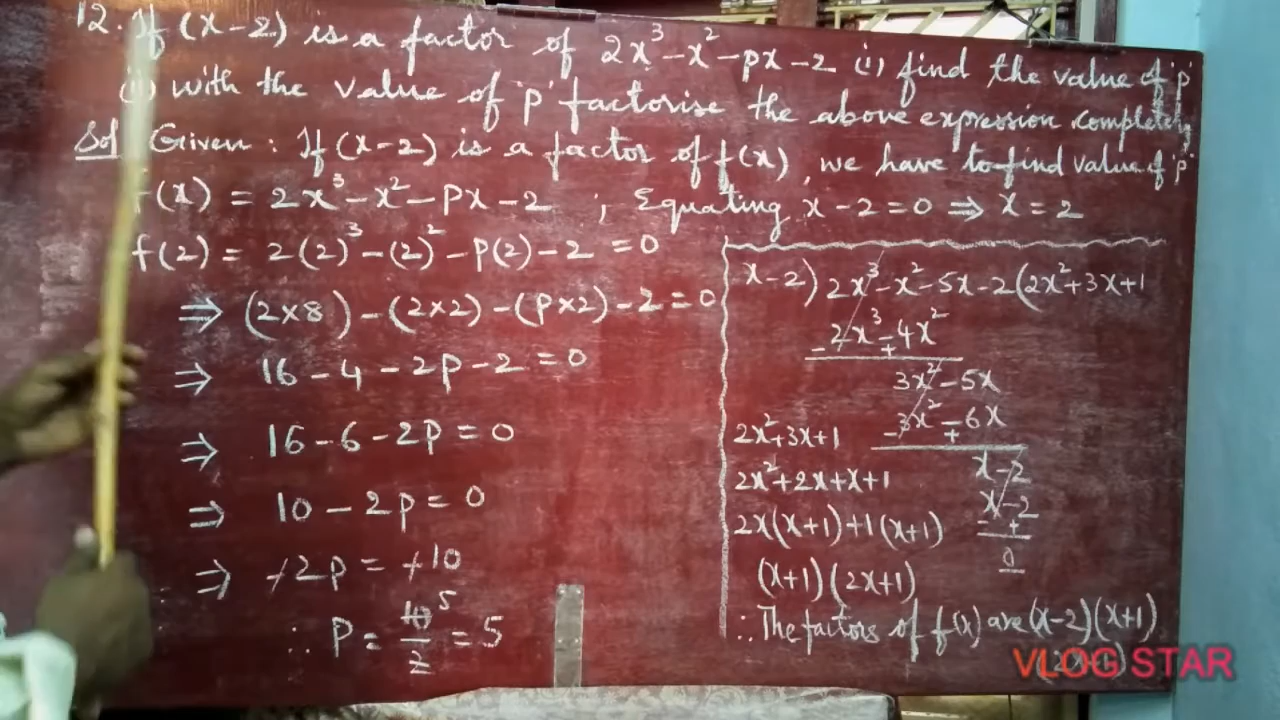 12. If (x-2) is a factor of 2x³-x²-px-2 (i) find the value of 'p'
(ii) with the value of 'p' factorise the above expression completely
Sol Given : If (x-2) is a factor of f(x), we have to find value of 'p'
f(x) = 2x³-x²-px-2 ; Equating x-2=0 ⇒ x=2
f(2) = 2(2)³-(2)²-p(2)-2 =0
⇒ (2×8)-(2×2)-(p×2)-2=0
⇒ 16-4-2p-2=0
⇒ 16-6-2p=0
⇒ 10-2p=0
⇒ -2p=-10
∴ p= 10/2 5 =5
x-2) 2x³-x²-5x-2(2x²+3x+1
2x³-4x²
- +
3x²-5x
3x²-6x
- +
x-2
x-2
- +
0
2x²+3x+1
2x²+2x+x+1
2x(x+1)+1(x+1)
(x+1)(2x+1)
∴ The factors of f(x) are (x-2)(x+1)
(2x+1)
VLOG STAR